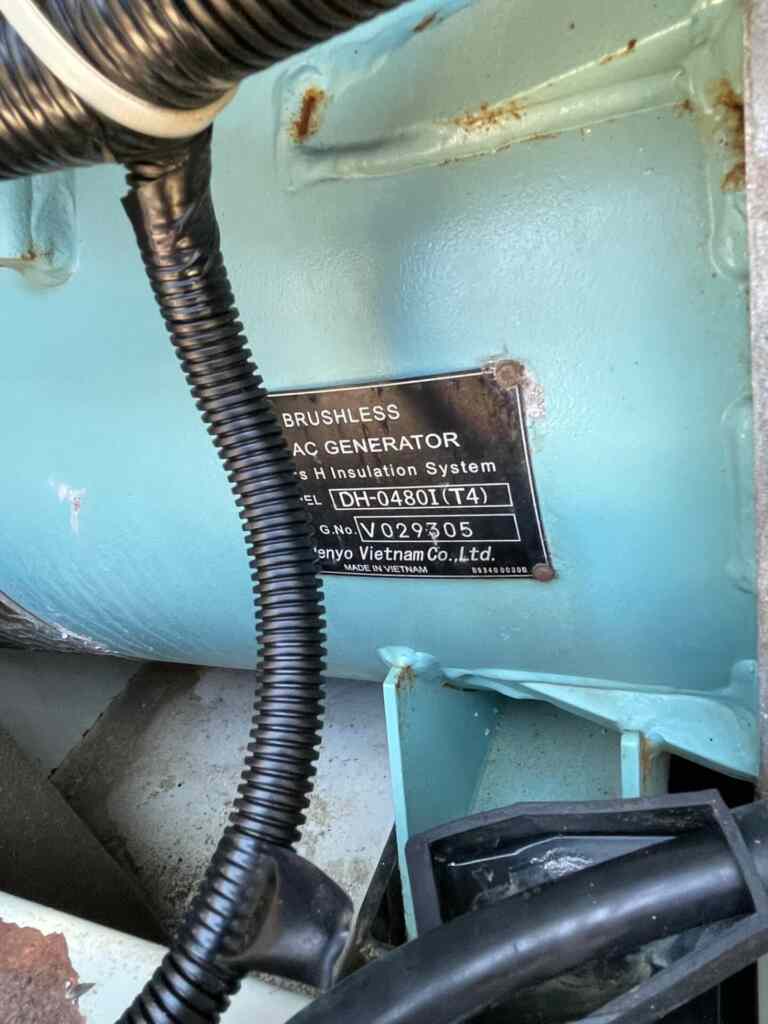 BRUSHLESS
AC GENERATOR
H Insulation System
DH-0480I(T4)
G.No. V029305
Vietnam Co.,Ltd.
MADE IN VIETNAM